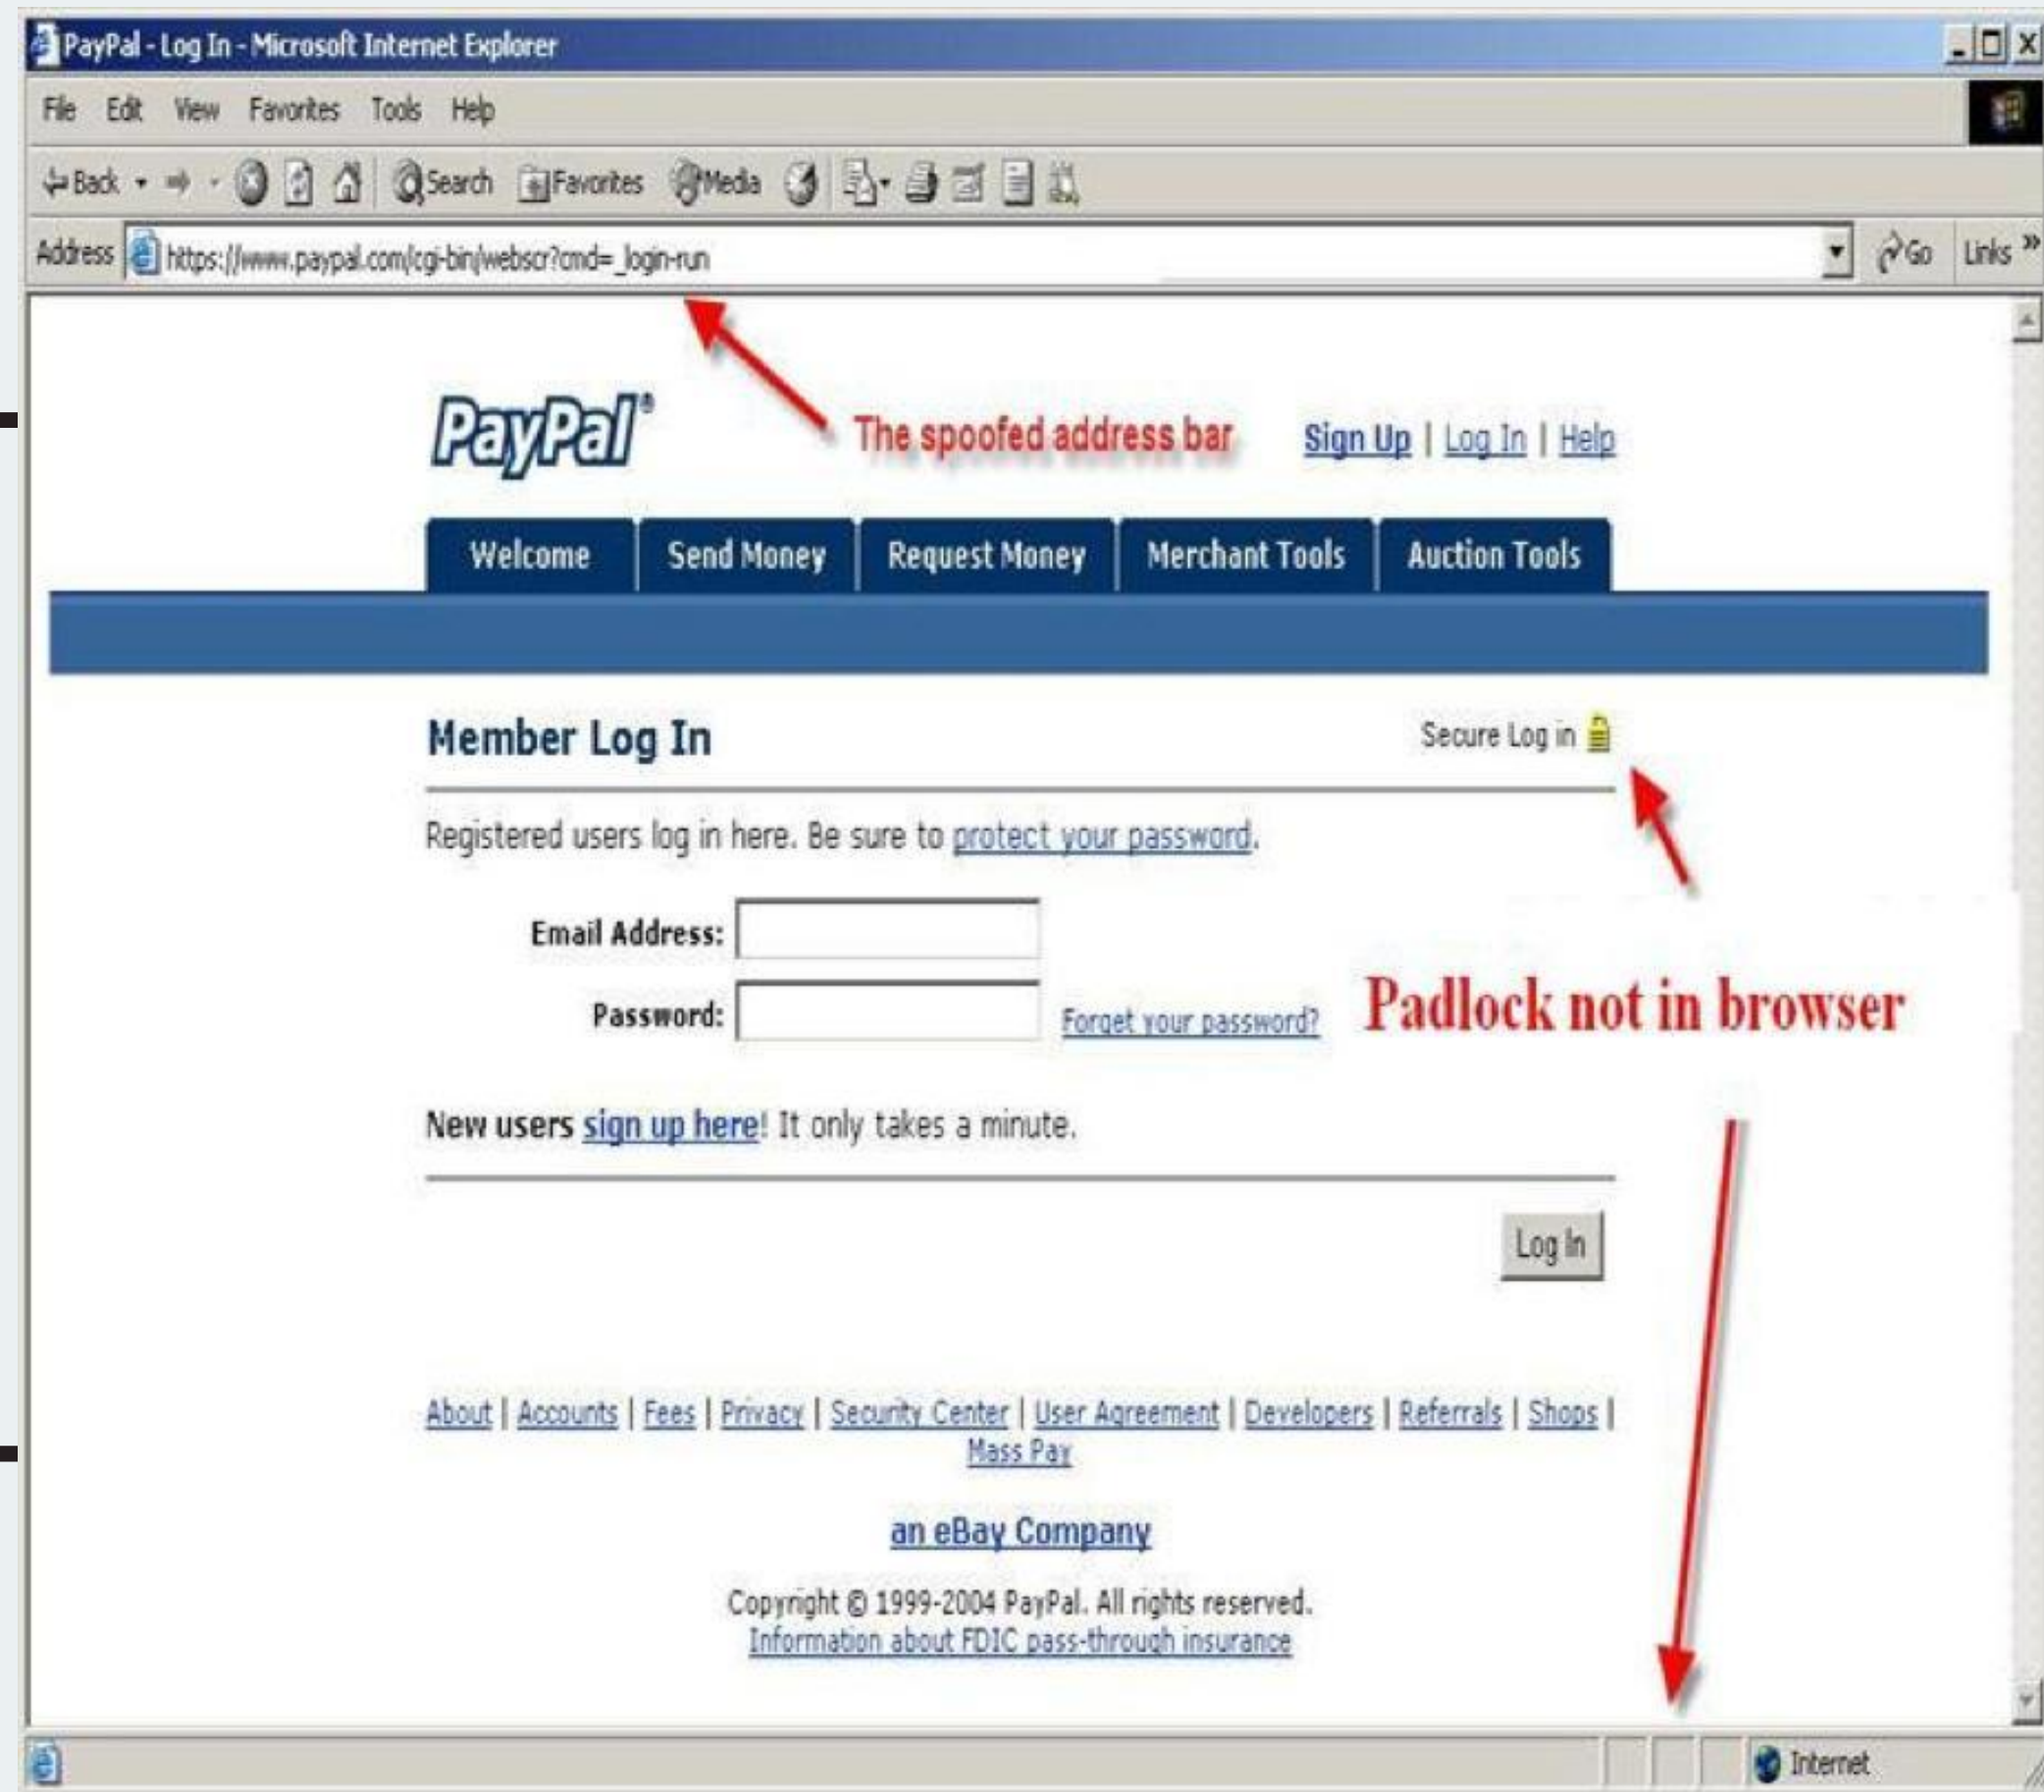 PayPal - Log In - Microsoft Internet Explorer
File Edit View Favorites Tools Help
Back Search Favorites Media
Address https://www.paypal.com/cgi-bin/webscr?cmd=_login-run Go Links »
PayPal®
The spoofed address bar
Sign Up | Log In | Help
Welcome Send Money Request Money Merchant Tools Auction Tools
Member Log In Secure Log in
Registered users log in here. Be sure to protect your password.
Email Address:
Password: Forget your password?
Padlock not in browser
New users sign up here! It only takes a minute.
Log In
About | Accounts | Fees | Privacy | Security Center | User Agreement | Developers | Referrals | Shops |
Mass Pay
an eBay Company
Copyright © 1999-2004 PayPal. All rights reserved.
Information about FDIC pass-through insurance
Internet